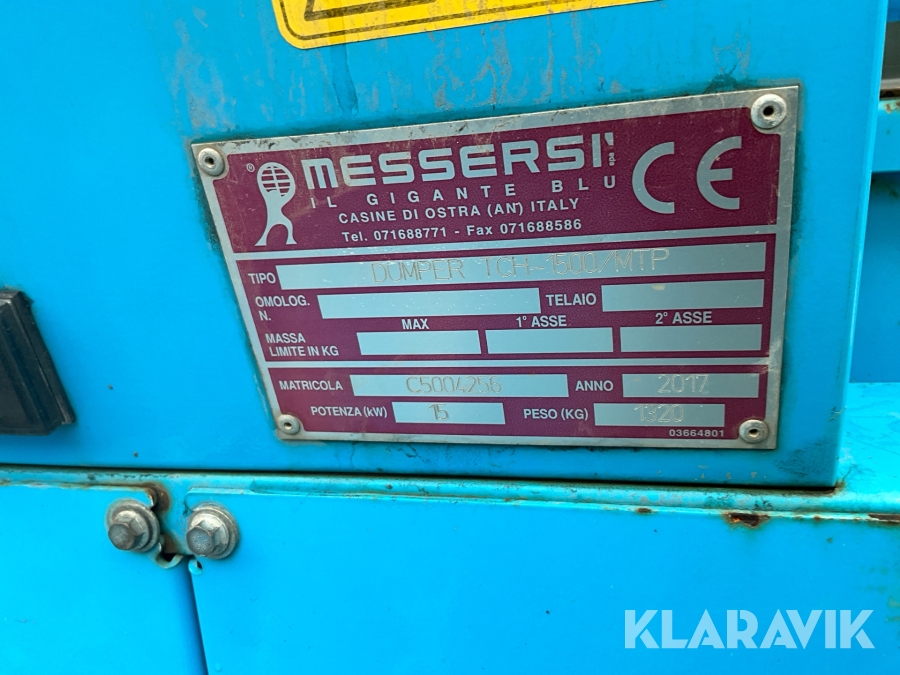 ® MESSERSI'
IL GIGANTE BLU
CASINE DI OSTRA (AN) ITALY
Tel. 071688771 - Fax 071688586
CE
TIPO DUMPER TCH-1500/MTP
OMOLOG. N. TELAIO
MAX 1° ASSE 2° ASSE
MASSA LIMITE IN KG
MATRICOLA C5004256 ANNO 2017
POTENZA (kW) 15 PESO (KG) 1320
03664801
KLARAVIK